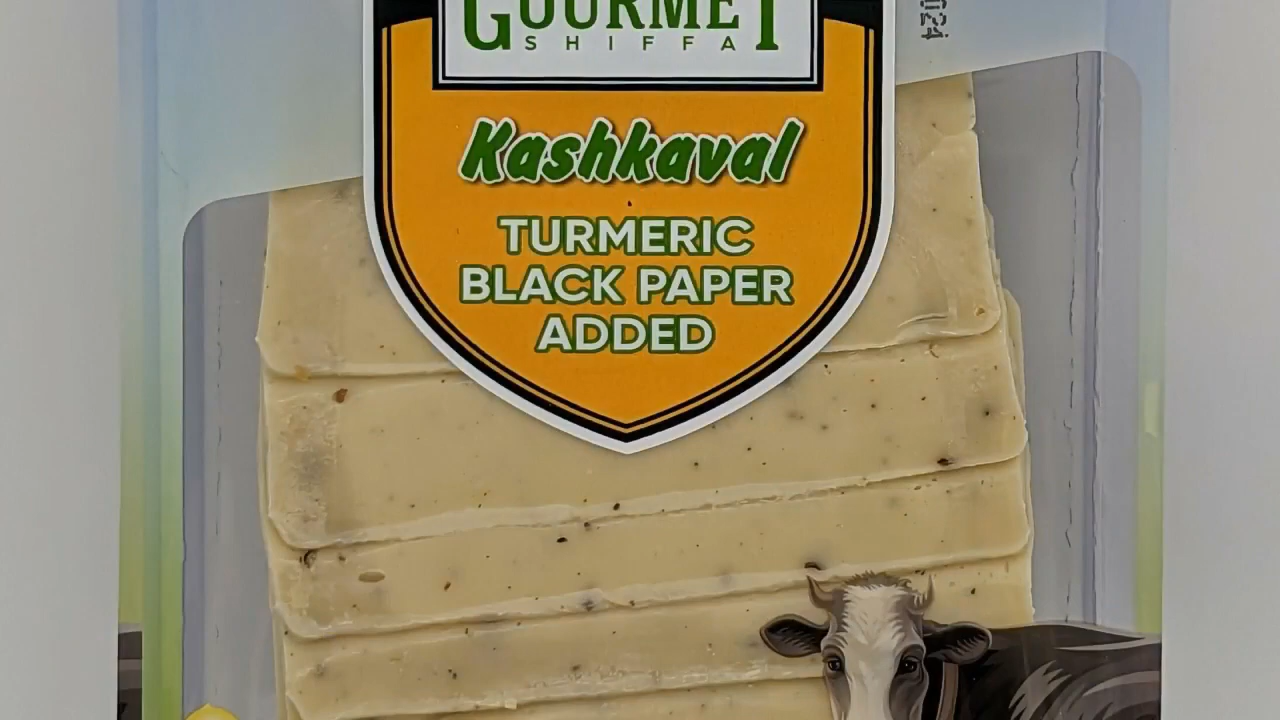 GOURMET
SHIFFA
Kashkaval
TURMERIC
BLACK PAPER
ADDED